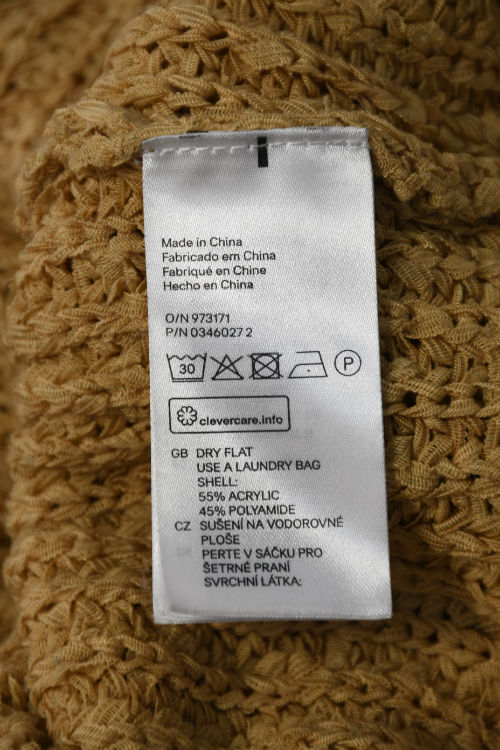 Made in China
Fabricado em China
Fabriqué en Chine
Hecho en China
O/N 973171
P/N 0346027 2
30 P
clevercare.info
GB DRY FLAT
USE A LAUNDRY BAG
SHELL:
55% ACRYLIC
45% POLYAMIDE
CZ SUŠENÍ NA VODOROVNÉ
PLOŠE
PERTE V SÁČKU PRO
ŠETRNÉ PRANÍ
SVRCHNÍ LÁTKA: